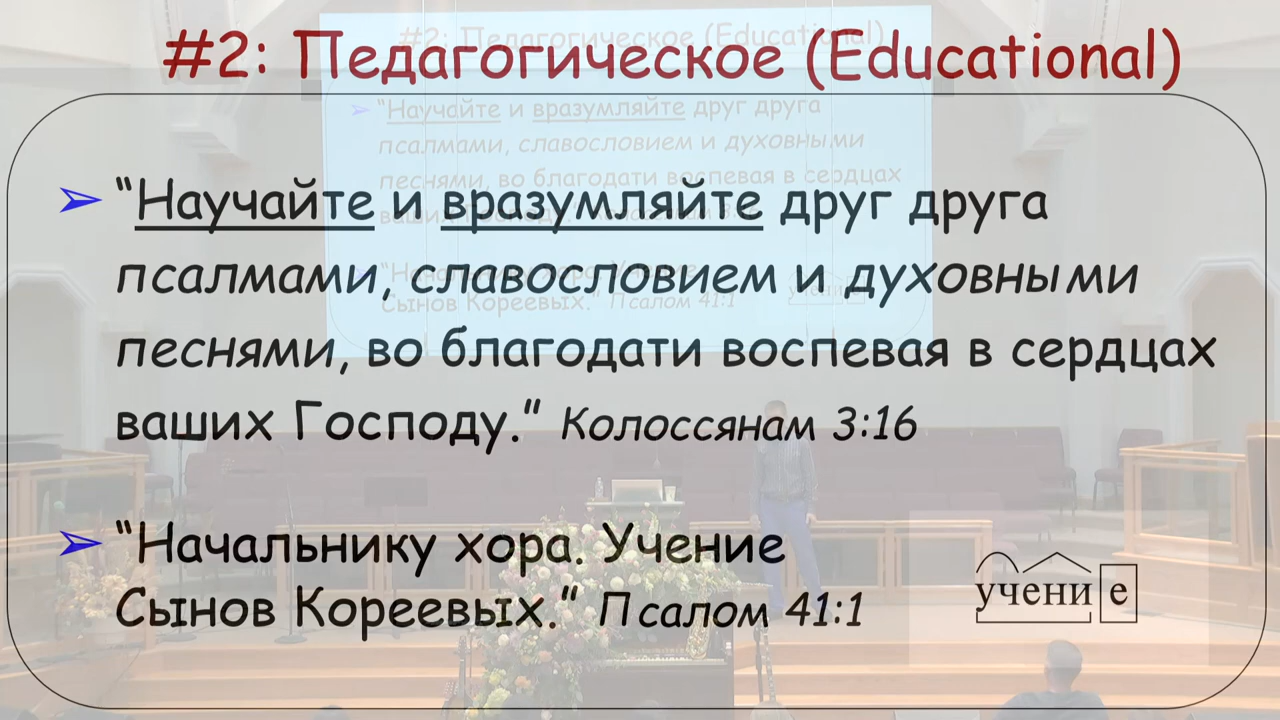 #2: Педагогическое (Educational)
➢ "Научайте и вразумляйте друг друга
псалмами, славословием и духовными
песнями, во благодати воспевая в сердцах
ваших Господу." Колоссянам 3:16
➢ "Начальнику хора. Учение
Сынов Кореевых." Псалом 41:1
учение